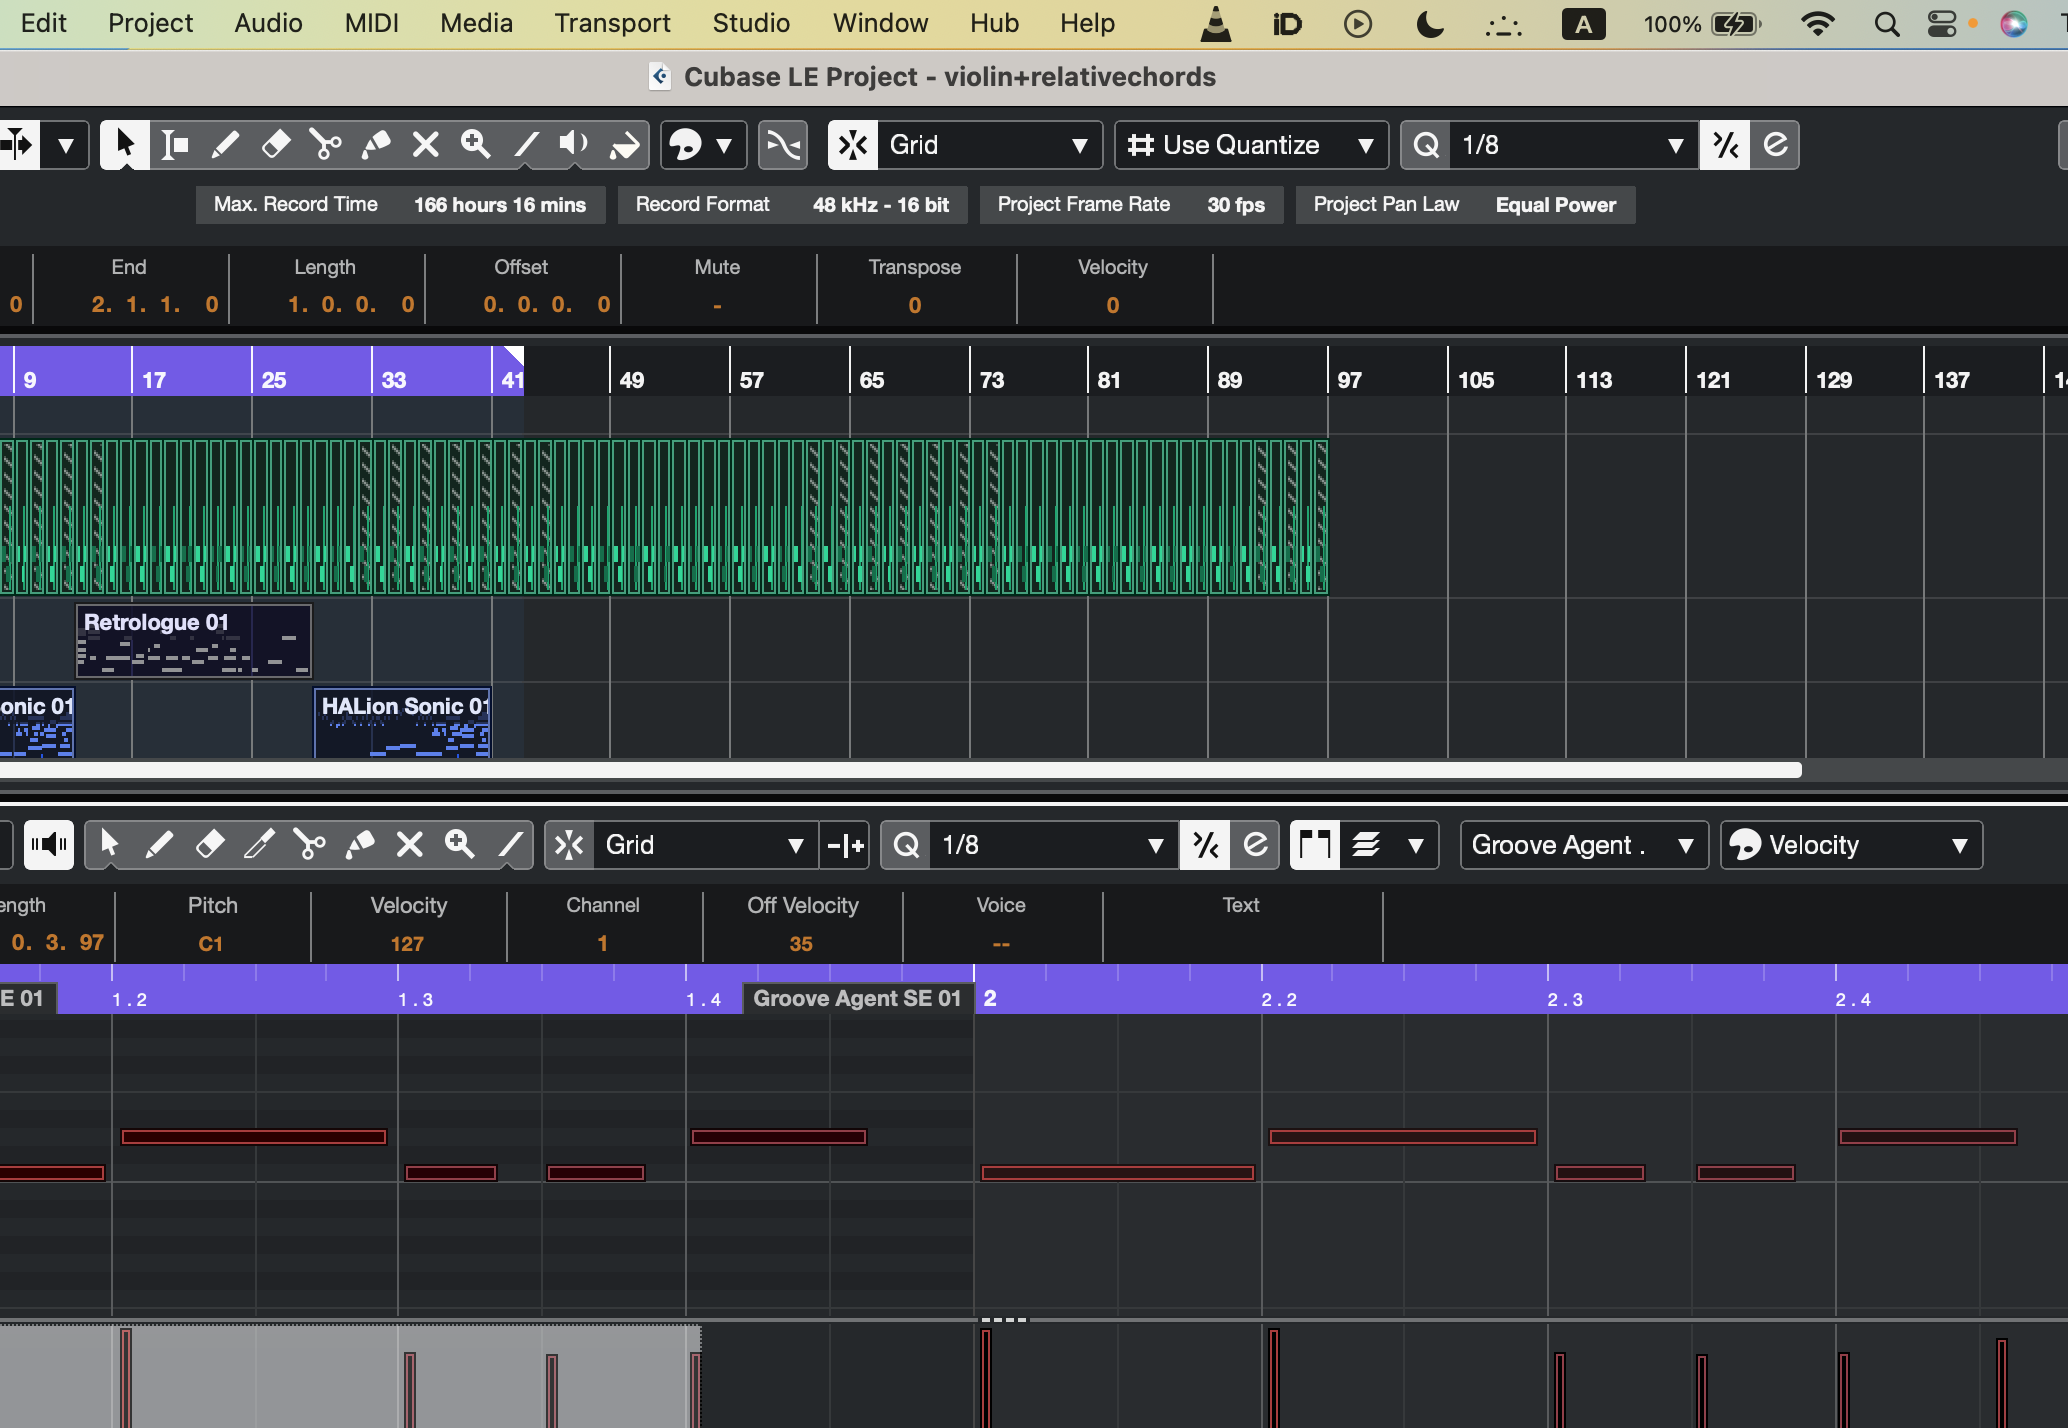 Edit Project Audio MIDI Media Transport Studio Window Hub Help iD A 100%
Cubase LE Project - violin+relativechords
Grid Use Quantize Q 1/8 e
Max. Record Time 166 hours 16 mins Record Format 48 kHz - 16 bit Project Frame Rate 30 fps Project Pan Law Equal Power
End Length Offset Mute Transpose Velocity
0 2. 1. 1. 0 1. 0. 0. 0 0. 0. 0. 0 - 0 0
9 17 25 33 41 49 57 65 73 81 89 97 105 113 121 129 137
Retrologue 01
onic 01 HALion Sonic 01
Grid Q 1/8 e Groove Agent . Velocity
ength Pitch Velocity Channel Off Velocity Voice Text
0. 3. 97 C1 127 1 35 --
E 01 1.2 1.3 1.4 Groove Agent SE 01 2 2.2 2.3 2.4